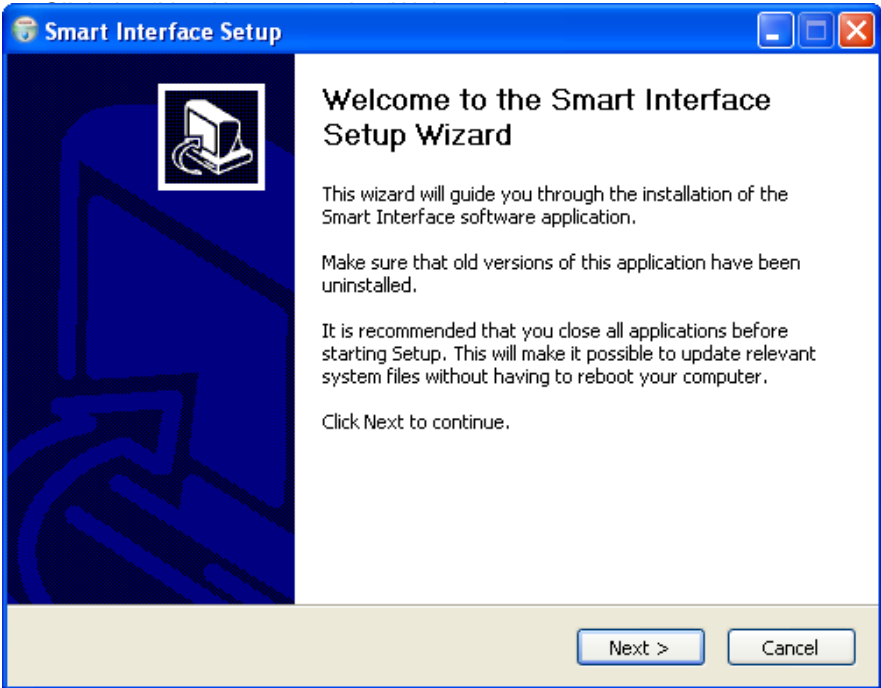 Smart Interface Setup
Welcome to the Smart Interface
Setup Wizard
This wizard will guide you through the installation of the
Smart Interface software application.
Make sure that old versions of this application have been
uninstalled.
It is recommended that you close all applications before
starting Setup. This will make it possible to update relevant
system files without having to reboot your computer.
Click Next to continue.
Next >
Cancel